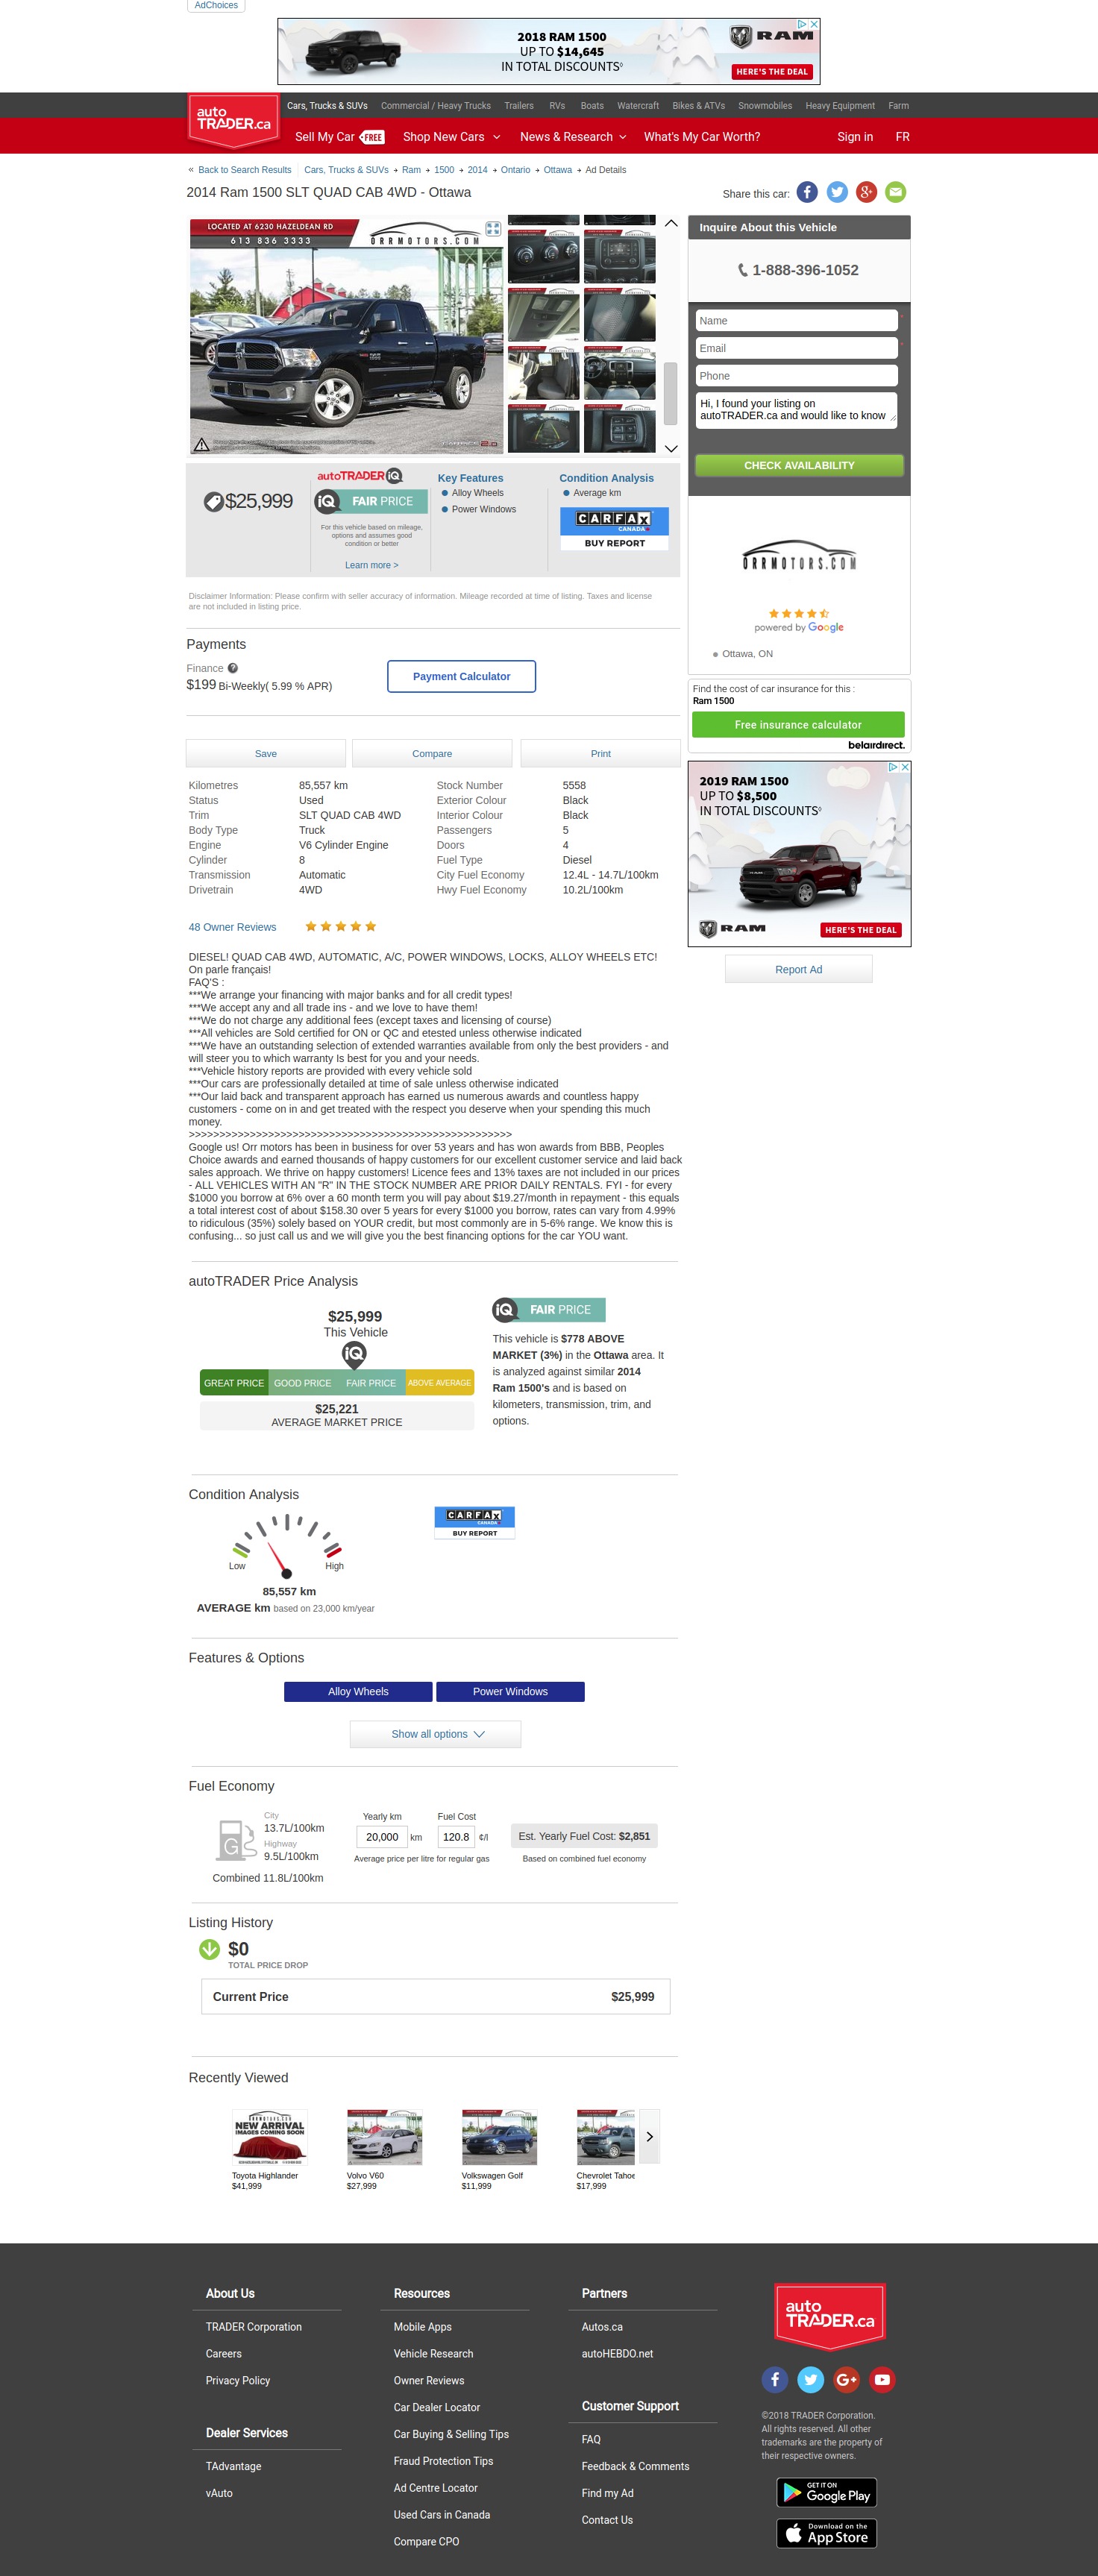 AdChoices
2018 RAM 1500
UP TO $14,645
IN TOTAL DISCOUNTS◊
RAM
HERE'S THE DEAL
auto
TRADER.ca
Cars, Trucks & SUVs Commercial / Heavy Trucks Trailers RVs Boats Watercraft Bikes & ATVs Snowmobiles Heavy Equipment Farm
Sell My Car FREE Shop New Cars News & Research What's My Car Worth? Sign in FR
« Back to Search Results Cars, Trucks & SUVs → Ram → 1500 → 2014 → Ontario → Ottawa → Ad Details
2014 Ram 1500 SLT QUAD CAB 4WD - Ottawa
Share this car:
LOCATED AT 6230 HAZELDEAN RD
613 836 3333
ORRMOTORS.COM
Inquire About this Vehicle
1-888-396-1052
Name
Email
Phone
Hi, I found your listing on
autoTRADER.ca and would like to know
CHECK AVAILABILITY
$25,999
autoTRADER iQ
iQ FAIR PRICE
For this vehicle based on mileage,
options and assumes good
condition or better
Learn more >
Key Features
Alloy Wheels
Power Windows
Condition Analysis
Average km
CARFAX
CANADA
BUY REPORT
ORRMOTORS.COM
powered by Google
Ottawa, ON
Disclaimer Information: Please confirm with seller accuracy of information. Mileage recorded at time of listing. Taxes and license
are not included in listing price.
Payments
Finance ?
$199 Bi-Weekly( 5.99 % APR)
Payment Calculator
Find the cost of car insurance for this :
Ram 1500
Free insurance calculator
belairdirect.
Save Compare Print
Kilometres 85,557 km Stock Number 5558
Status Used Exterior Colour Black
Trim SLT QUAD CAB 4WD Interior Colour Black
Body Type Truck Passengers 5
Engine V6 Cylinder Engine Doors 4
Cylinder 8 Fuel Type Diesel
Transmission Automatic City Fuel Economy 12.4L - 14.7L/100km
Drivetrain 4WD Hwy Fuel Economy 10.2L/100km
2019 RAM 1500
UP TO $8,500
IN TOTAL DISCOUNTS◊
RAM
HERE'S THE DEAL
Report Ad
48 Owner Reviews
DIESEL! QUAD CAB 4WD, AUTOMATIC, A/C, POWER WINDOWS, LOCKS, ALLOY WHEELS ETC!
On parle français!
FAQ'S :
***We arrange your financing with major banks and for all credit types!
***We accept any and all trade ins - and we love to have them!
***We do not charge any additional fees (except taxes and licensing of course)
***All vehicles are Sold certified for ON or QC and etested unless otherwise indicated
***We have an outstanding selection of extended warranties available from only the best providers - and
will steer you to which warranty Is best for you and your needs.
***Vehicle history reports are provided with every vehicle sold
***Our cars are professionally detailed at time of sale unless otherwise indicated
***Our laid back and transparent approach has earned us numerous awards and countless happy
customers - come on in and get treated with the respect you deserve when your spending this much
money.
>>>>>>>>>>>>>>>>>>>>>>>>>>>>>>>>>>>>>>>>>>>>>>>>>>>>>
Google us! Orr motors has been in business for over 53 years and has won awards from BBB, Peoples
Choice awards and earned thousands of happy customers for our excellent customer service and laid back
sales approach. We thrive on happy customers! Licence fees and 13% taxes are not included in our prices
- ALL VEHICLES WITH AN "R" IN THE STOCK NUMBER ARE PRIOR DAILY RENTALS. FYI - for every
$1000 you borrow at 6% over a 60 month term you will pay about $19.27/month in repayment - this equals
a total interest cost of about $158.30 over 5 years for every $1000 you borrow, rates can vary from 4.99%
to ridiculous (35%) solely based on YOUR credit, but most commonly are in 5-6% range. We know this is
confusing... so just call us and we will give you the best financing options for the car YOU want.
autoTRADER Price Analysis
$25,999
This Vehicle
iQ
GREAT PRICE GOOD PRICE FAIR PRICE ABOVE AVERAGE
$25,221
AVERAGE MARKET PRICE
iQ FAIR PRICE
This vehicle is $778 ABOVE
MARKET (3%) in the Ottawa area. It
is analyzed against similar 2014
Ram 1500's and is based on
kilometers, transmission, trim, and
options.
Condition Analysis
Low High
85,557 km
AVERAGE km based on 23,000 km/year
CARFAX
CANADA
BUY REPORT
Features & Options
Alloy Wheels Power Windows
Show all options
Fuel Economy
G
City
13.7L/100km
Highway
9.5L/100km
Combined 11.8L/100km
Yearly km Fuel Cost
20,000 km 120.8 ¢/l
Average price per litre for regular gas
Est. Yearly Fuel Cost: $2,851
Based on combined fuel economy
Listing History
$0
TOTAL PRICE DROP
Current Price $25,999
Recently Viewed
ORRMOTORS.COM
NEW ARRIVAL
IMAGES COMING SOON
Toyota Highlander
$41,999
Volvo V60
$27,999
Volkswagen Golf
$11,999
Chevrolet Tahoe
$17,999
About Us
TRADER Corporation
Careers
Privacy Policy
Dealer Services
TAdvantage
vAuto
Resources
Mobile Apps
Vehicle Research
Owner Reviews
Car Dealer Locator
Car Buying & Selling Tips
Fraud Protection Tips
Ad Centre Locator
Used Cars in Canada
Compare CPO
Partners
Autos.ca
autoHEBDO.net
Customer Support
FAQ
Feedback & Comments
Find my Ad
Contact Us
auto
TRADER.ca
©2018 TRADER Corporation.
All rights reserved. All other
trademarks are the property of
their respective owners.
GET IT ON
Google Play
Download on the
App Store